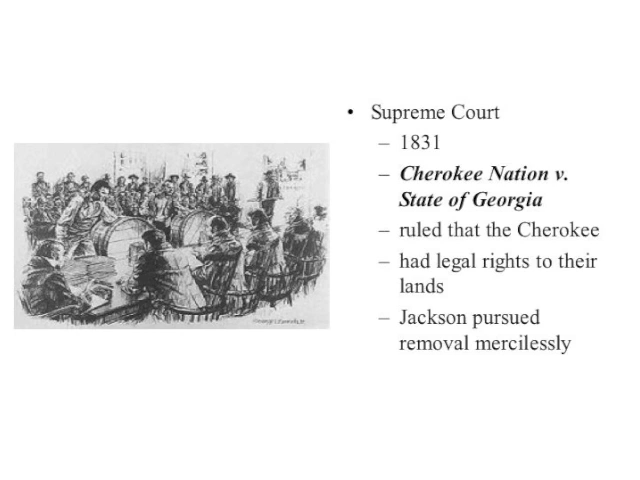 • Supreme Court
– 1831
– Cherokee Nation v.
State of Georgia
– ruled that the Cherokee
– had legal rights to their
lands
– Jackson pursued
removal mercilessly